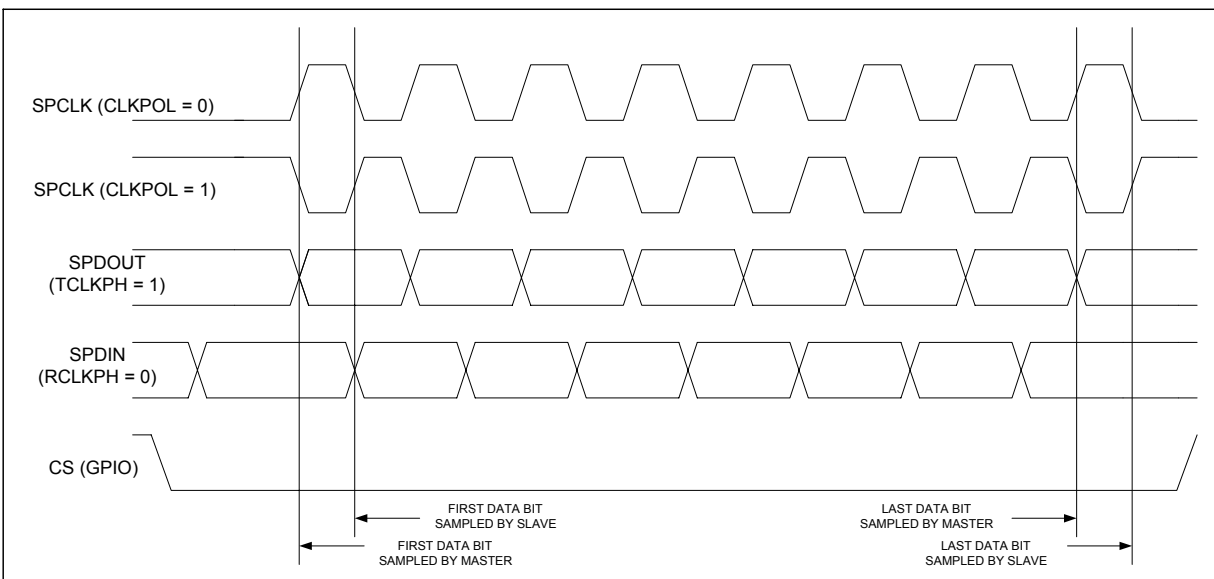 SPCLK (CLKPOL = 0)
SPCLK (CLKPOL = 1)
SPDOUT
(TCLKPH = 1)
SPDIN
(RCLKPH = 0)
CS (GPIO)
FIRST DATA BIT
SAMPLED BY SLAVE
LAST DATA BIT
SAMPLED BY MASTER
FIRST DATA BIT
SAMPLED BY MASTER
LAST DATA BIT
SAMPLED BY SLAVE